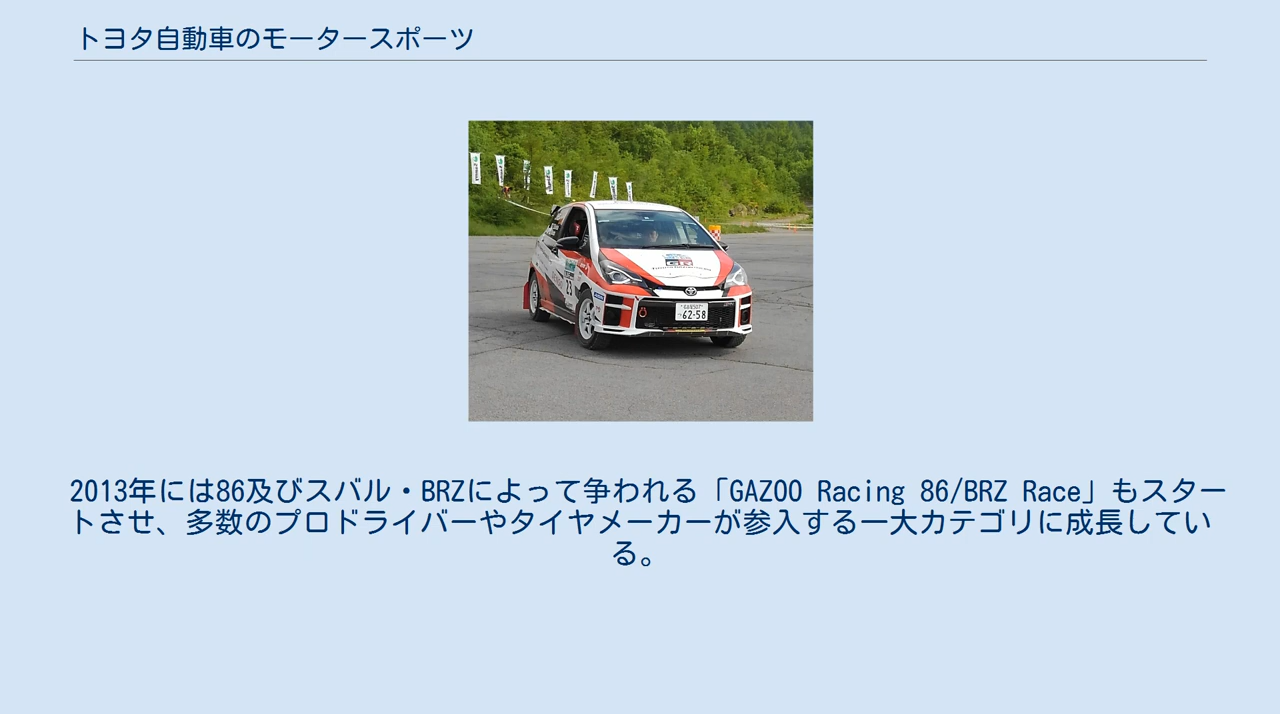 トヨタ自動車のモータースポーツ
GR
23
62-58
2013年には86及びスバル・BRZによって争われる「GAZOO Racing 86/BRZ Race」もスター
トさせ、多数のプロドライバーやタイヤメーカーが参入する一大カテゴリに成長してい
る。